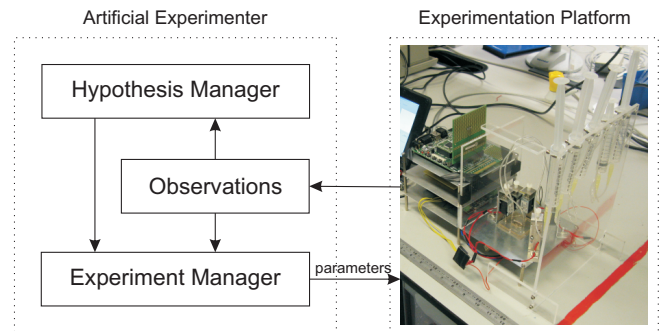 Artificial Experimenter
Experimentation Platform
Hypothesis Manager
Observations
Experiment Manager
parameters